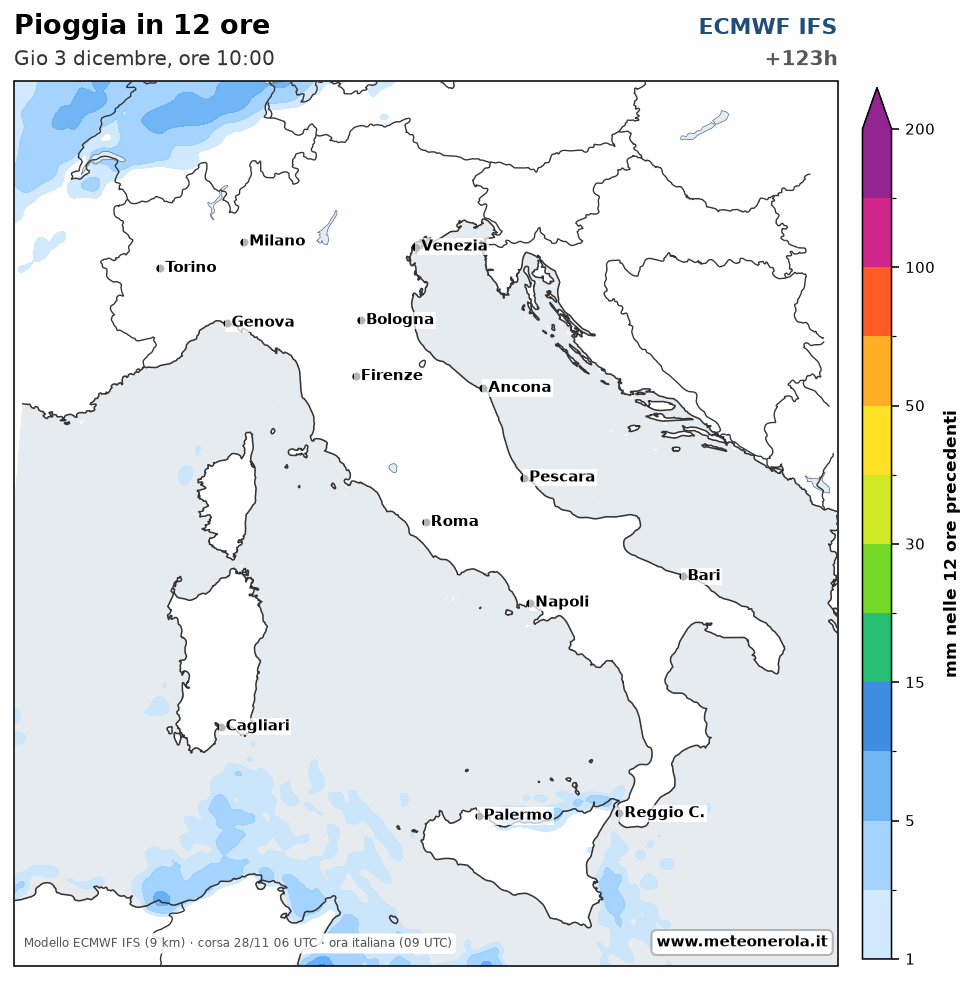 Pioggia in 12 ore
ECMWF IFS
Gio 3 dicembre, ore 10:00
+123h
200
100
50
30
15
5
1
mm nelle 12 ore precedenti
Milano
Venezia
Torino
Genova
Bologna
Firenze
Ancona
Pescara
Roma
Bari
Napoli
Cagliari
Palermo
Reggio C.
Modello ECMWF IFS (9 km) · corsa 28/11 06 UTC · ora italiana (09 UTC)
www.meteonerola.it